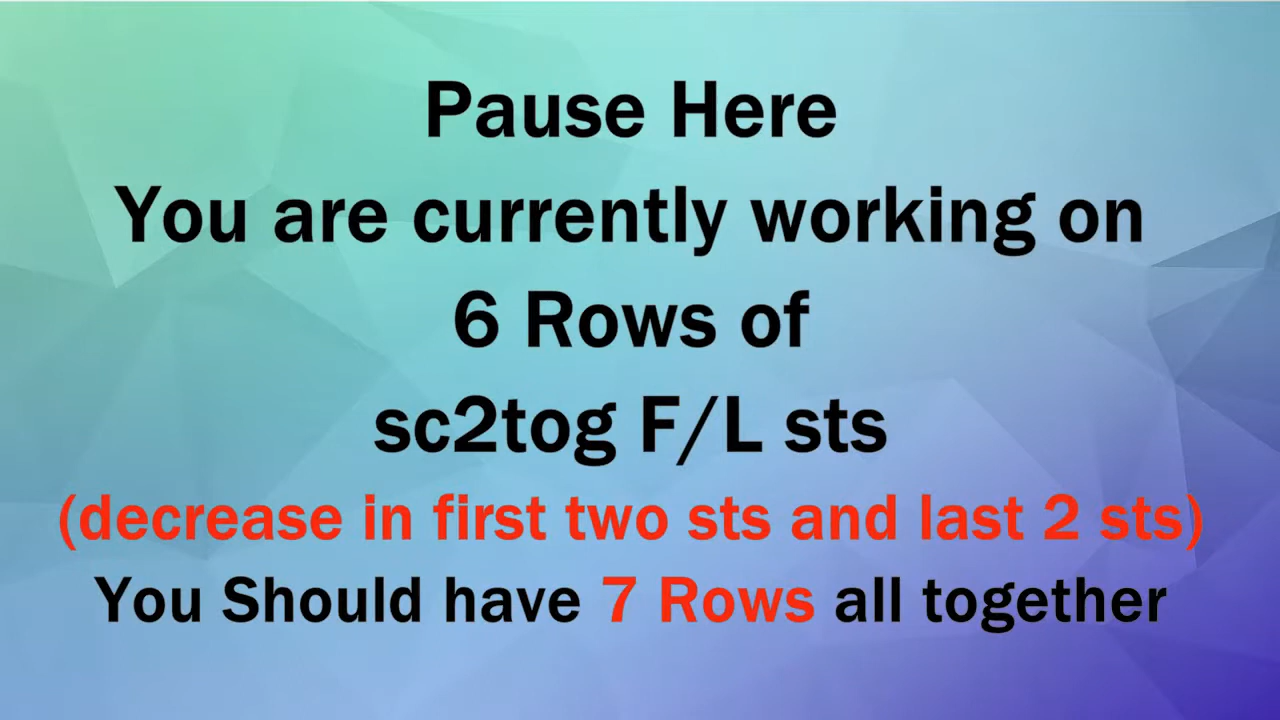 Pause Here
You are currently working on
6 Rows of
sc2tog F/L sts
(decrease in first two sts and last 2 sts)
You Should have 7 Rows all together